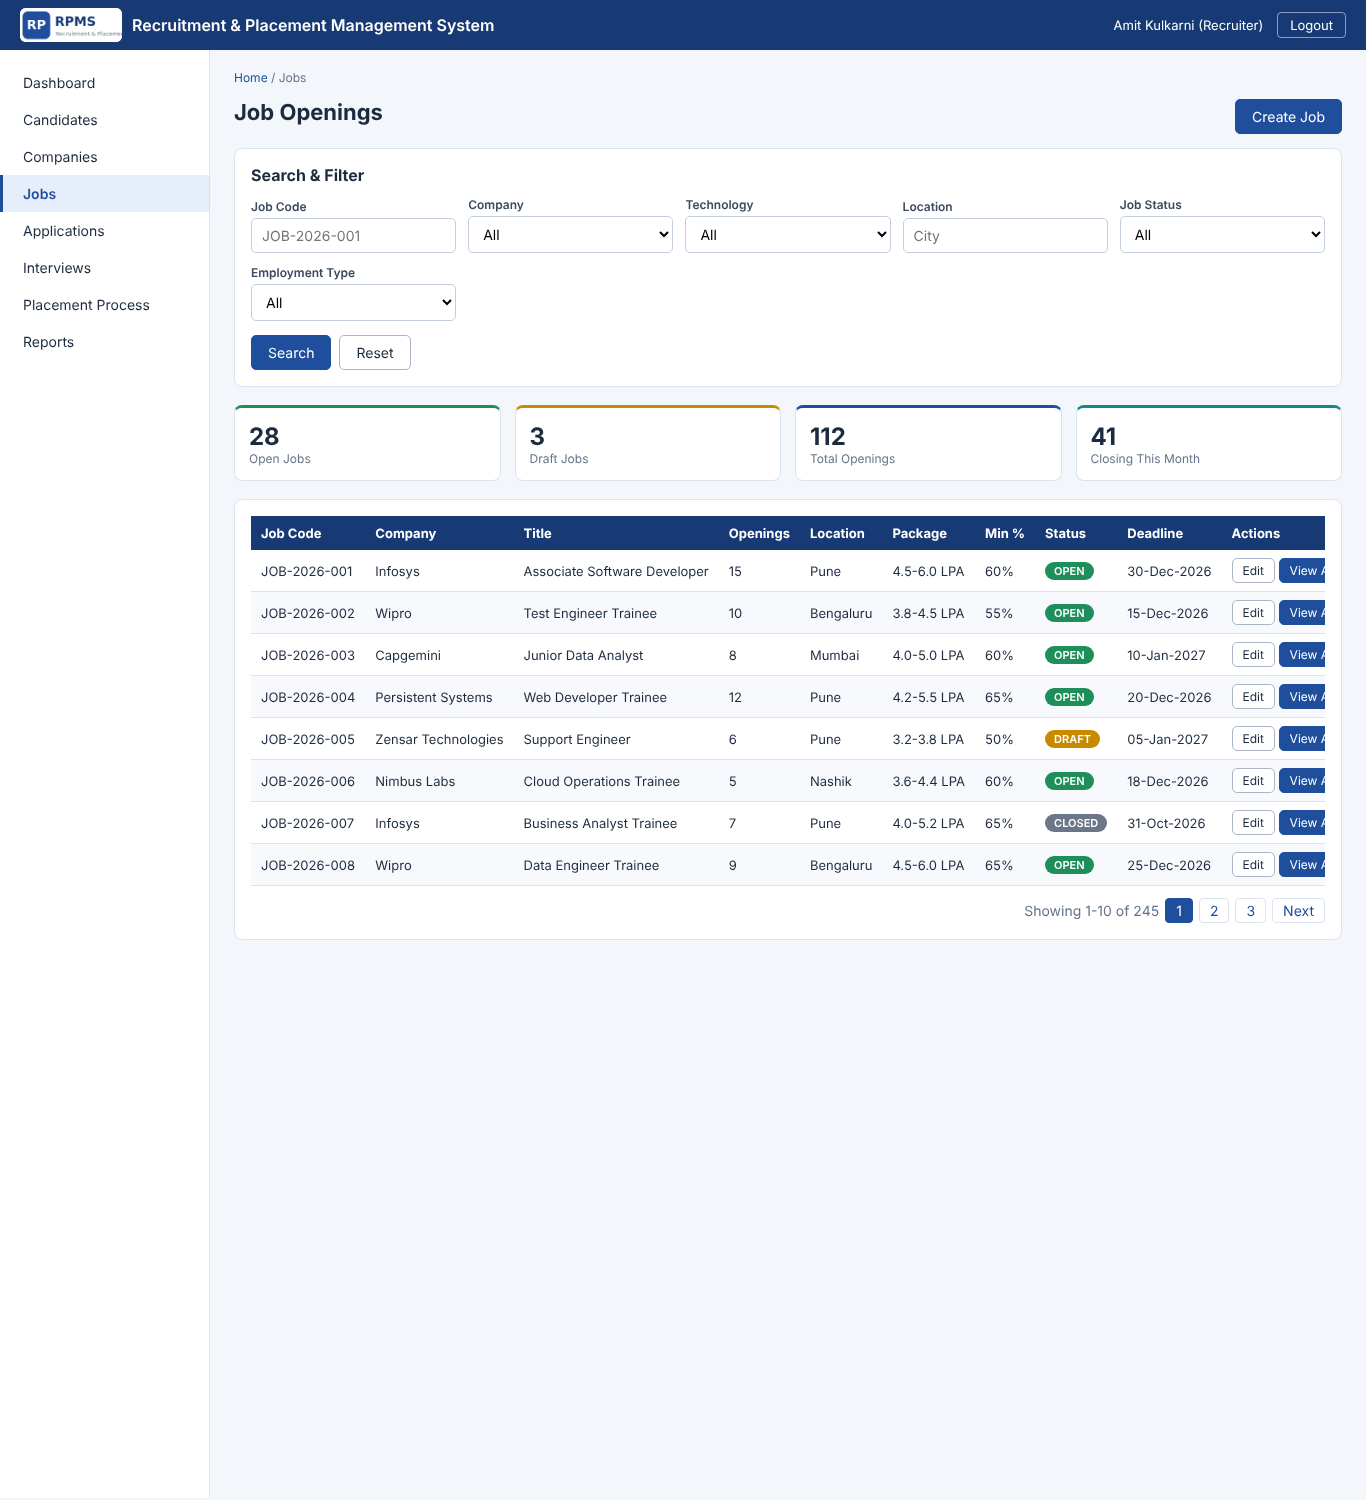 RP RPMS Recruitment & Placement Management System Amit Kulkarni (Recruiter) Logout
Recruitment & Placemen
Dashboard
Candidates
Companies
Jobs
Applications
Interviews
Placement Process
Reports
Home / Jobs
Job Openings
Create Job
Search & Filter
Job Code Company Technology Location Job Status
JOB-2026-001 All All City All
Employment Type
All
Search Reset
28 3 112 41
Open Jobs Draft Jobs Total Openings Closing This Month
Job Code Company Title Openings Location Package Min % Status Deadline Actions
JOB-2026-001 Infosys Associate Software Developer 15 Pune 4.5-6.0 LPA 60% OPEN 30-Dec-2026 Edit View A
JOB-2026-002 Wipro Test Engineer Trainee 10 Bengaluru 3.8-4.5 LPA 55% OPEN 15-Dec-2026 Edit View A
JOB-2026-003 Capgemini Junior Data Analyst 8 Mumbai 4.0-5.0 LPA 60% OPEN 10-Jan-2027 Edit View A
JOB-2026-004 Persistent Systems Web Developer Trainee 12 Pune 4.2-5.5 LPA 65% OPEN 20-Dec-2026 Edit View A
JOB-2026-005 Zensar Technologies Support Engineer 6 Pune 3.2-3.8 LPA 50% DRAFT 05-Jan-2027 Edit View A
JOB-2026-006 Nimbus Labs Cloud Operations Trainee 5 Nashik 3.6-4.4 LPA 60% OPEN 18-Dec-2026 Edit View A
JOB-2026-007 Infosys Business Analyst Trainee 7 Pune 4.0-5.2 LPA 65% CLOSED 31-Oct-2026 Edit View A
JOB-2026-008 Wipro Data Engineer Trainee 9 Bengaluru 4.5-6.0 LPA 65% OPEN 25-Dec-2026 Edit View A
Showing 1-10 of 245 1 2 3 Next